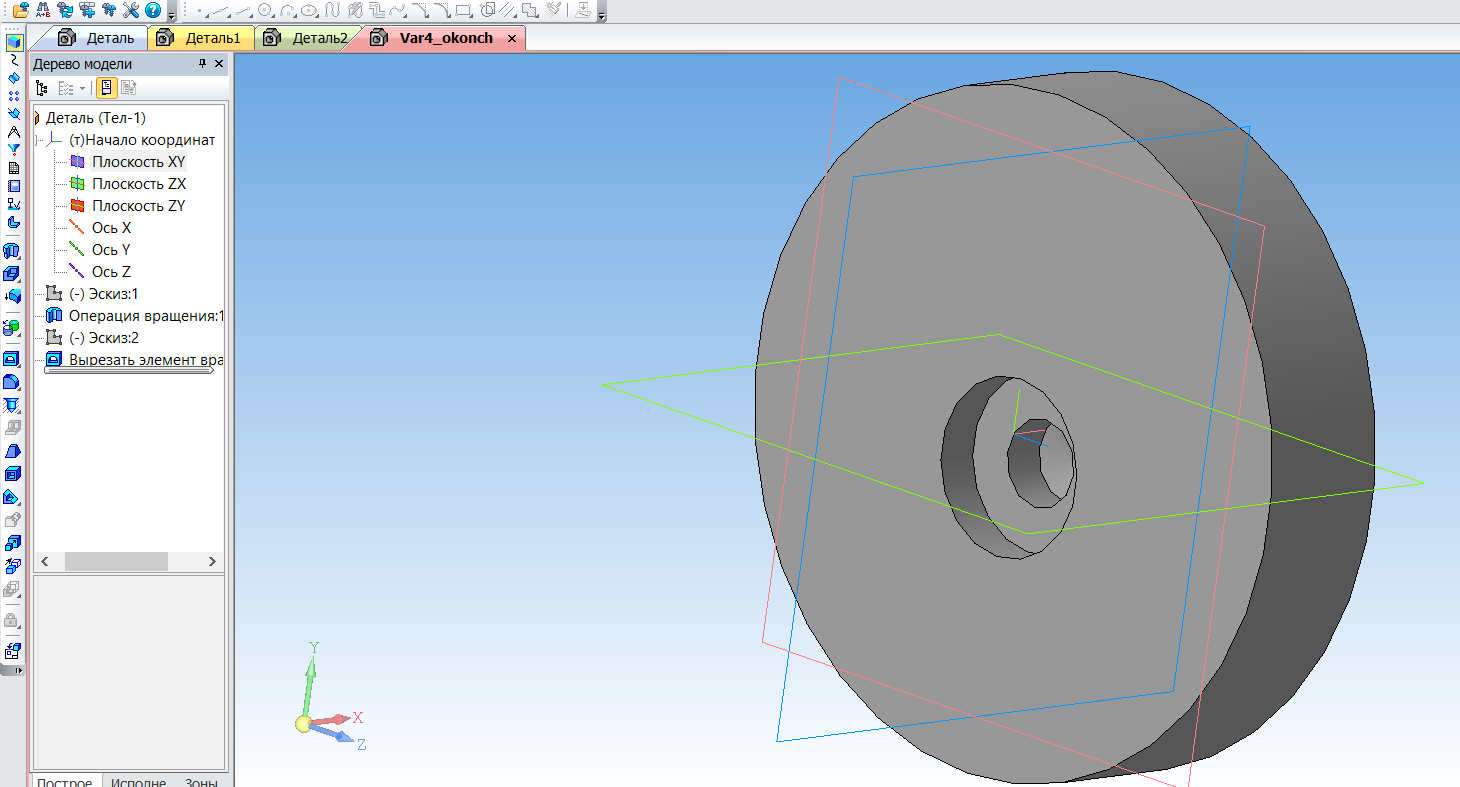 Деталь
Деталь1
Деталь2
Var4_okonch
Дерево модели
Деталь (Тел-1)
(т)Начало координат
Плоскость XY
Плоскость ZX
Плоскость ZY
Ось X
Ось Y
Ось Z
(-) Эскиз:1
Операция вращения:1
(-) Эскиз:2
Вырезать элемент вра
Y
X
Z
Построе
Исполне
Зоны